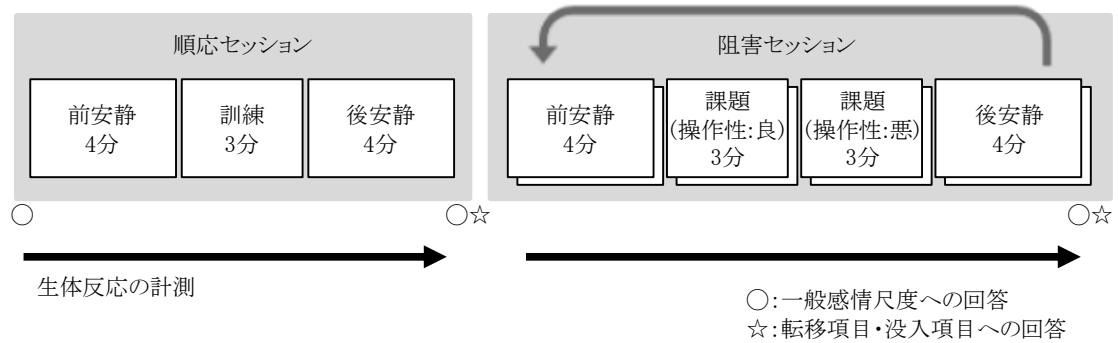 順応セッション
前安静
4分
訓練
3分
後安静
4分
阻害セッション
前安静
4分
課題
(操作性:良)
3分
課題
(操作性:悪)
3分
後安静
4分
○
○☆
○☆
生体反応の計測
○:一般感情尺度への回答
☆:転移項目・没入項目への回答